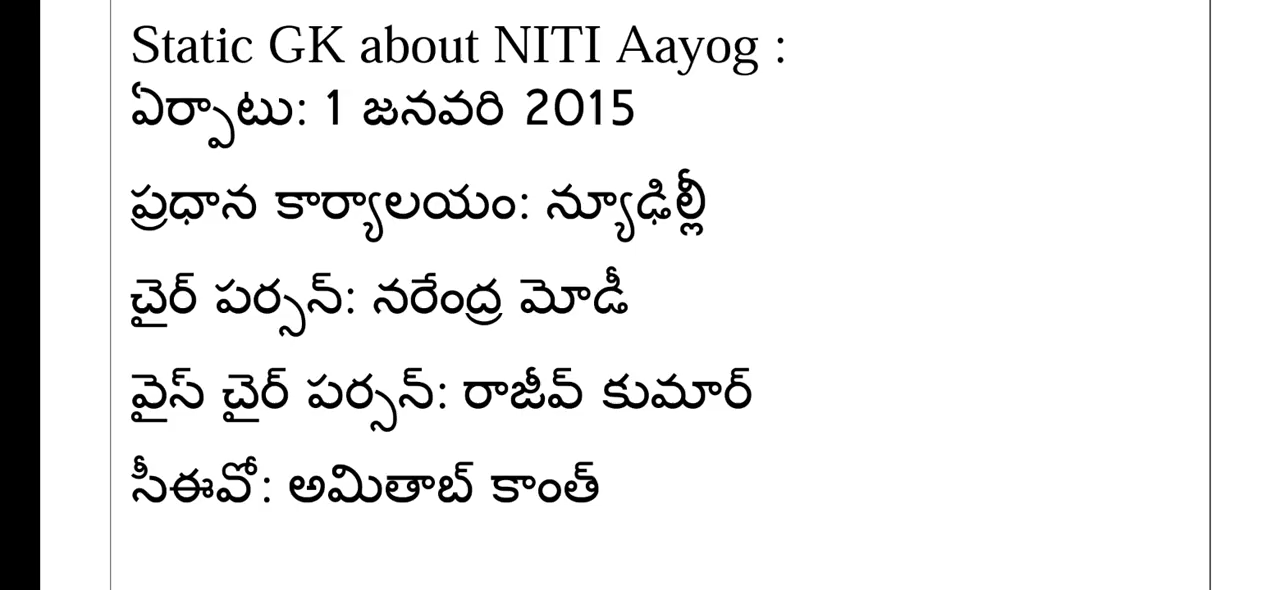 Static GK about NITI Aayog :
ఏర్పాటు: 1 జనవరి 2015
ప్రధాన కార్యాలయం: న్యూఢిల్లీ
చైర్ పర్సన్: నరేంద్ర మోడీ
వైస్ చైర్ పర్సన్: రాజీవ్ కుమార్
సీఈవో: అమితాబ్ కాంత్